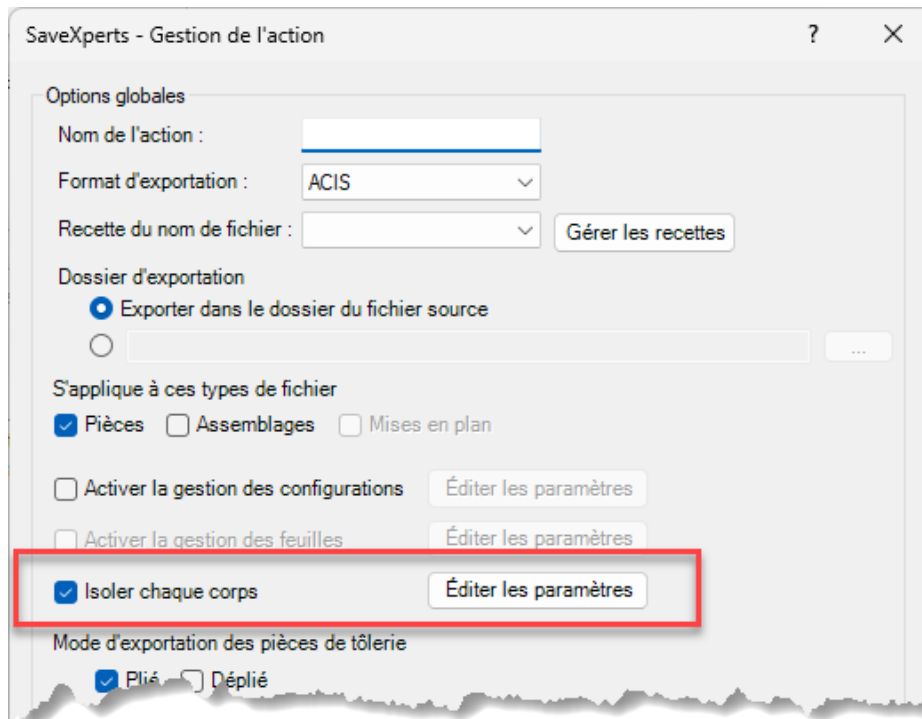 SaveXperts - Gestion de l'action ?
Options globales
Nom de l'action :
Format d'exportation : ACIS
Recette du nom de fichier : Gérer les recettes
Dossier d'exportation
Exporter dans le dossier du fichier source
...
S'applique à ces types de fichier
Pièces Assemblages Mises en plan
Activer la gestion des configurations Éditer les paramètres
Activer la gestion des feuilles Éditer les paramètres
Isoler chaque corps Éditer les paramètres
Mode d'exportation des pièces de tôlerie
Plié Déplié